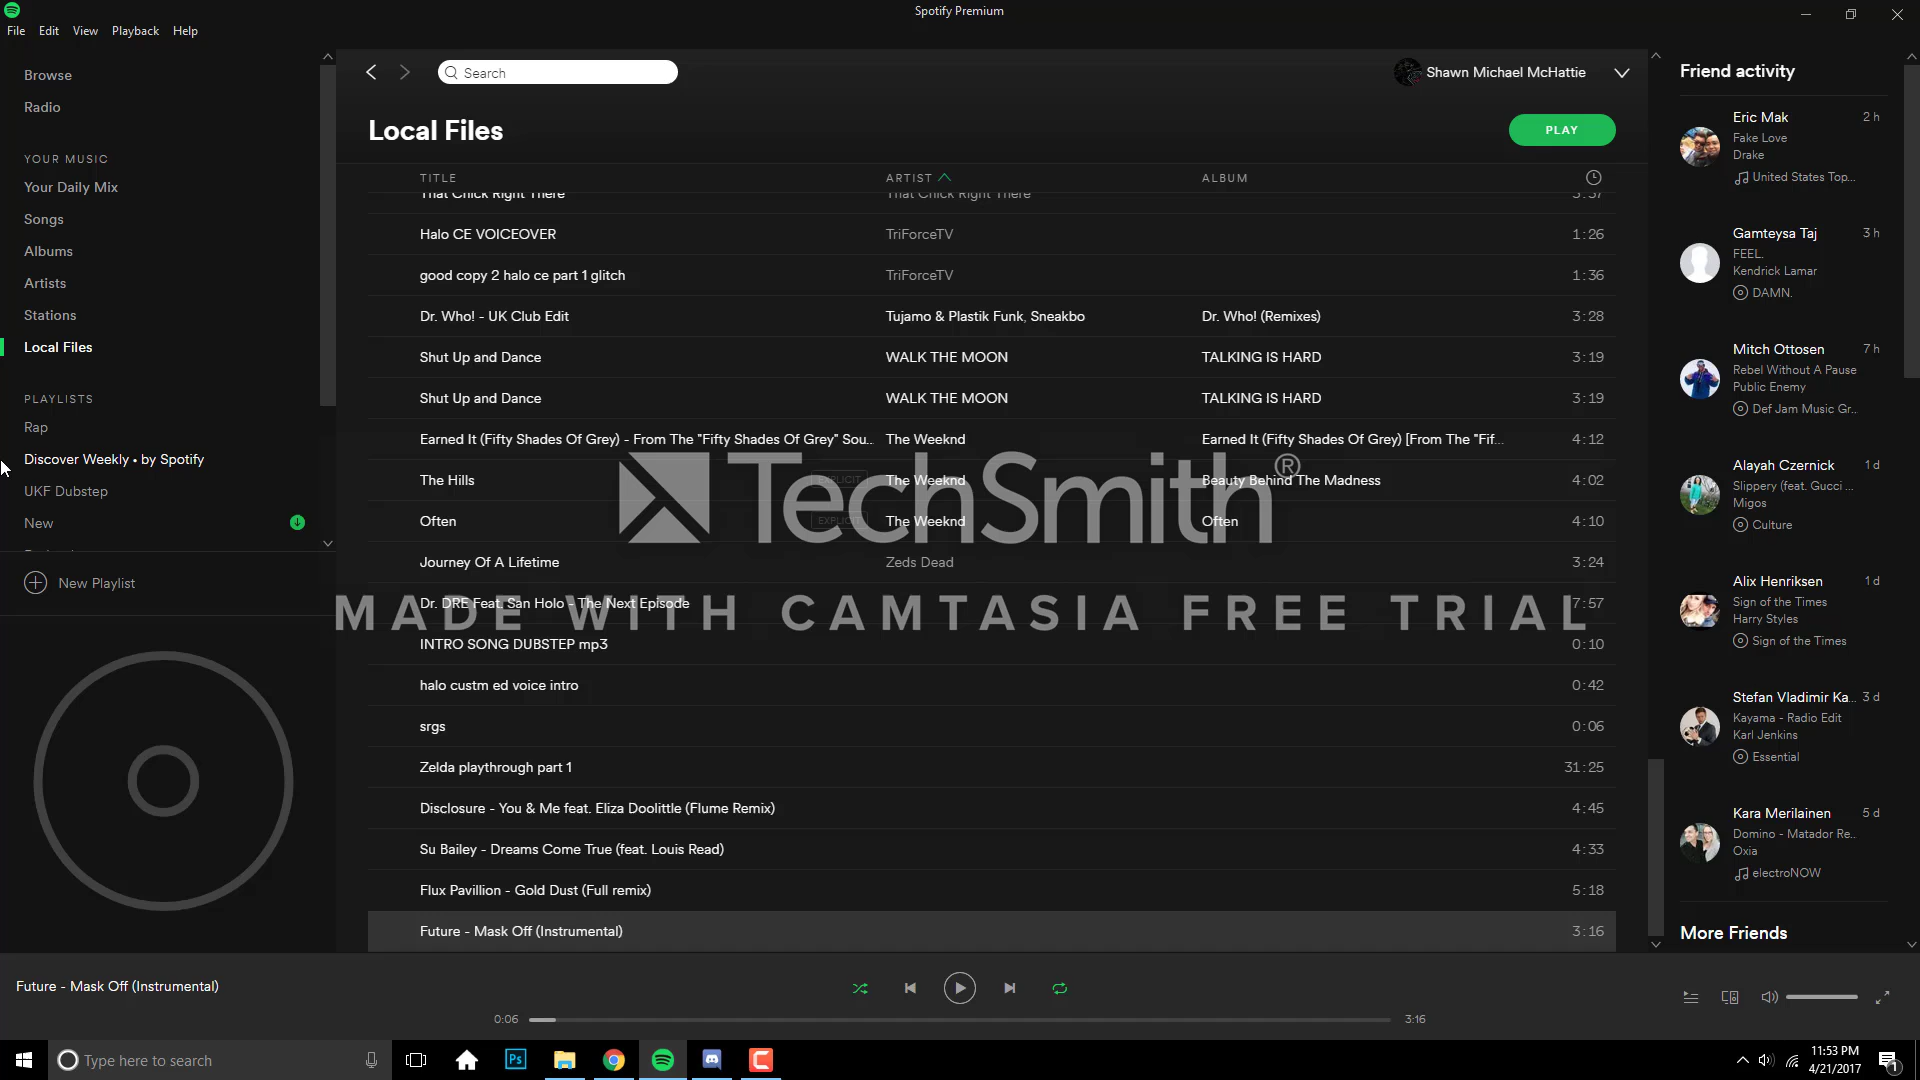 Spotify Premium
File Edit View Playback Help
Browse
Radio
YOUR MUSIC
Your Daily Mix
Songs
Albums
Artists
Stations
Local Files
PLAYLISTS
Rap
Discover Weekly • by Spotify
UKF Dubstep
New
New Playlist
Search
Shawn Michael McHattie
Local Files
PLAY
TITLE ARTIST ALBUM
That Chick Right There That Chick Right There 3:37
Halo CE VOICEOVER TriForceTV 1:26
good copy 2 halo ce part 1 glitch TriForceTV 1:36
Dr. Who! - UK Club Edit Tujamo & Plastik Funk, Sneakbo Dr. Who! (Remixes) 3:28
Shut Up and Dance WALK THE MOON TALKING IS HARD 3:19
Shut Up and Dance WALK THE MOON TALKING IS HARD 3:19
Earned It (Fifty Shades Of Grey) - From The "Fifty Shades Of Grey" Sou... The Weeknd Earned It (Fifty Shades Of Grey) [From The "Fif... 4:12
The Hills EXPLICIT The Weeknd Beauty Behind The Madness 4:02
Often EXPLICIT The Weeknd Often 4:10
Journey Of A Lifetime Zeds Dead 3:24
Dr. DRE Feat. San Holo - The Next Episode 7:57
INTRO SONG DUBSTEP mp3 0:10
halo custm ed voice intro 0:42
srgs 0:06
Zelda playthrough part 1 31:25
Disclosure - You & Me feat. Eliza Doolittle (Flume Remix) 4:45
Su Bailey - Dreams Come True (feat. Louis Read) 4:33
Flux Pavillion - Gold Dust (Full remix) 5:18
Future - Mask Off (Instrumental) 3:16
TechSmith®
MADE WITH CAMTASIA FREE TRIAL
Friend activity
Eric Mak 2 h
Fake Love
Drake
United States Top...
Gamteysa Taj 3 h
FEEL.
Kendrick Lamar
DAMN.
Mitch Ottosen 7 h
Rebel Without A Pause
Public Enemy
Def Jam Music Gr..
Alayah Czernick 1 d
Slippery (feat. Gucci ...
Migos
Culture
Alix Henriksen 1 d
Sign of the Times
Harry Styles
Sign of the Times
Stefan Vladimir Ka... 3 d
Kayama - Radio Edit
Karl Jenkins
Essential
Kara Merilainen 5 d
Domino - Matador Re..
Oxia
electroNOW
More Friends
Future - Mask Off (Instrumental)
0:06 3:16
Type here to search
Ps
11:53 PM
4/21/2017
1